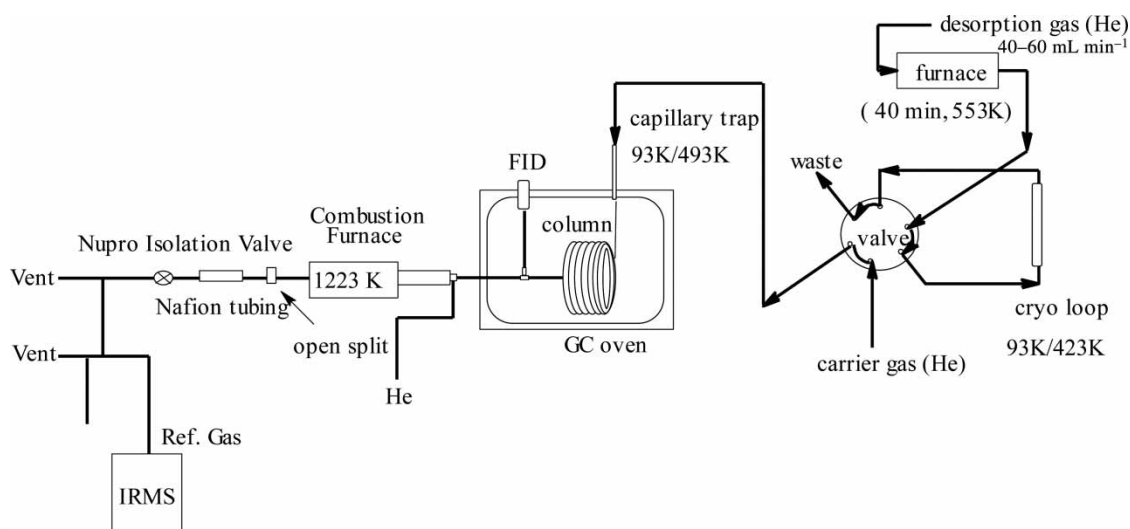 desorption gas (He)
40–60 mL min⁻¹
furnace
( 40 min, 553K)
capillary trap
93K/493K
waste
FID
Combustion
Furnace
column
valve
Nupro Isolation Valve
Vent
1223 K
Nafion tubing
open split
cryo loop
93K/423K
Vent
GC oven
carrier gas (He)
He
Ref. Gas
IRMS